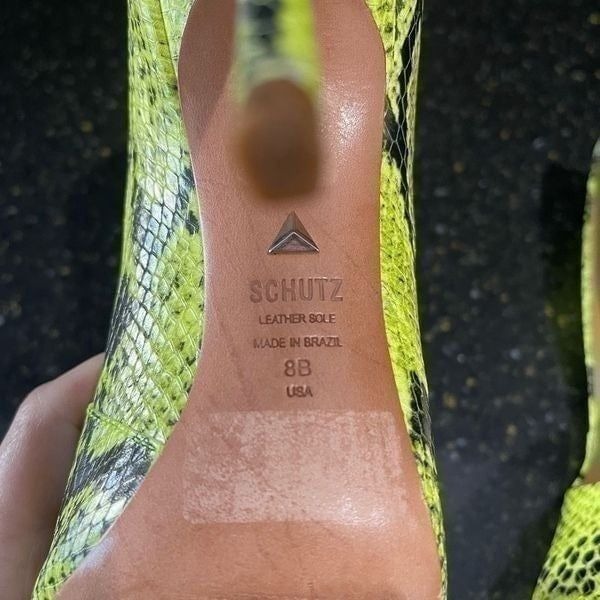 SCHUTZ
LEATHER SOLE
MADE IN BRAZIL
8B
USA